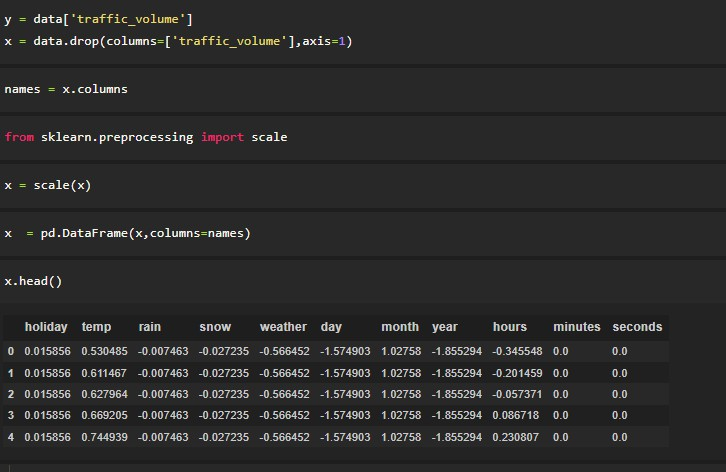 y = data['traffic_volume']
x = data.drop(columns=['traffic_volume'],axis=1)
names = x.columns
from sklearn.preprocessing import scale
x = scale(x)
x  = pd.DataFrame(x,columns=names)
x.head()
holiday temp rain snow weather day month year hours minutes seconds
0 0.015856 0.530485 -0.007463 -0.027235 -0.566452 -1.574903 1.02758 -1.855294 -0.345548 0.0 0.0
1 0.015856 0.611467 -0.007463 -0.027235 -0.566452 -1.574903 1.02758 -1.855294 -0.201459 0.0 0.0
2 0.015856 0.627964 -0.007463 -0.027235 -0.566452 -1.574903 1.02758 -1.855294 -0.057371 0.0 0.0
3 0.015856 0.669205 -0.007463 -0.027235 -0.566452 -1.574903 1.02758 -1.855294 0.086718 0.0 0.0
4 0.015856 0.744939 -0.007463 -0.027235 -0.566452 -1.574903 1.02758 -1.855294 0.230807 0.0 0.0